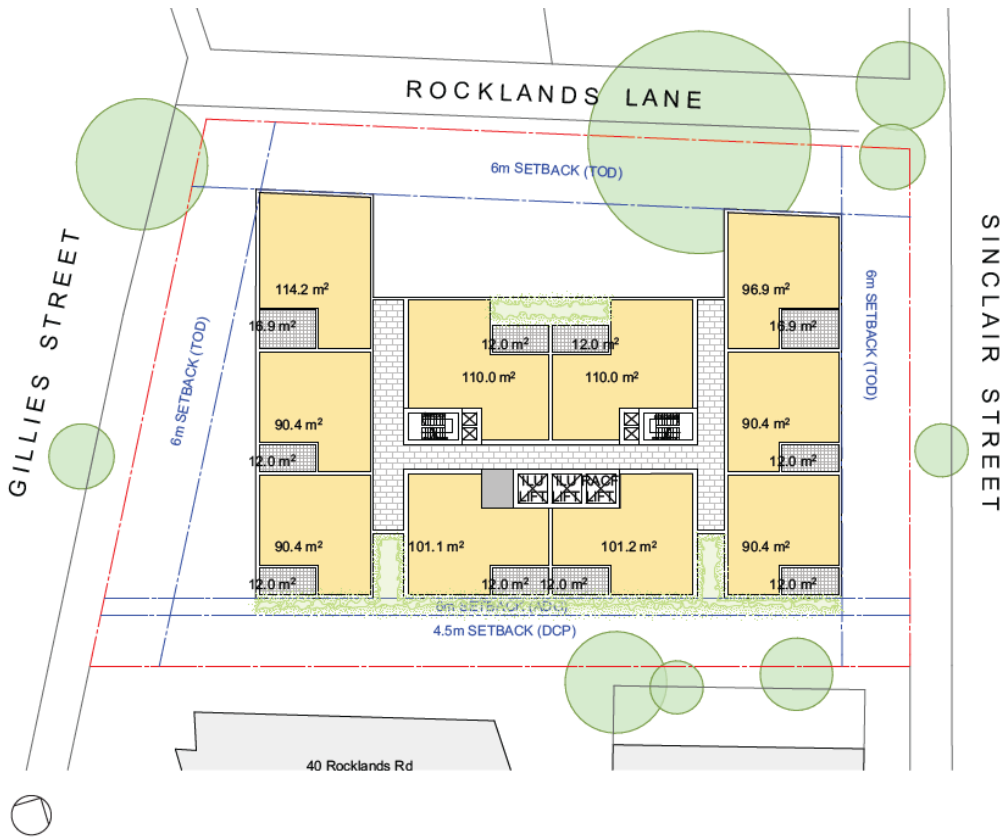 ROCKLANDS LANE
6m SETBACK (TOD)
GILLIES STREET
SINCLAIR STREET
6m SETBACK (TOD)
6m SETBACK (TOD)
114.2 m²
96.9 m²
16.9 m²
16.9 m²
12.0 m²
12.0 m²
110.0 m²
110.0 m²
90.4 m²
90.4 m²
12.0 m²
12.0 m²
ILU LIFT
ILU LIFT
RACF LIFT
90.4 m²
101.1 m²
101.2 m²
90.4 m²
12.0 m²
12.0 m²
12.0 m²
12.0 m²
6m SETBACK (ADG)
4.5m SETBACK (DCP)
40 Rocklands Rd